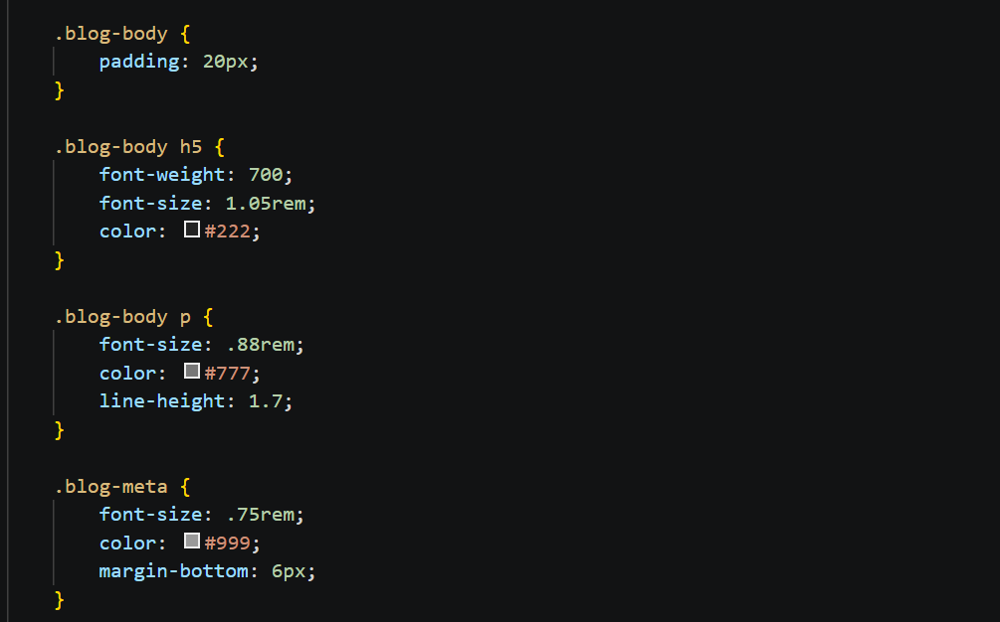 .blog-body {
    padding: 20px;
}

.blog-body h5 {
    font-weight: 700;
    font-size: 1.05rem;
    color: #222;
}

.blog-body p {
    font-size: .88rem;
    color: #777;
    line-height: 1.7;
}

.blog-meta {
    font-size: .75rem;
    color: #999;
    margin-bottom: 6px;
}